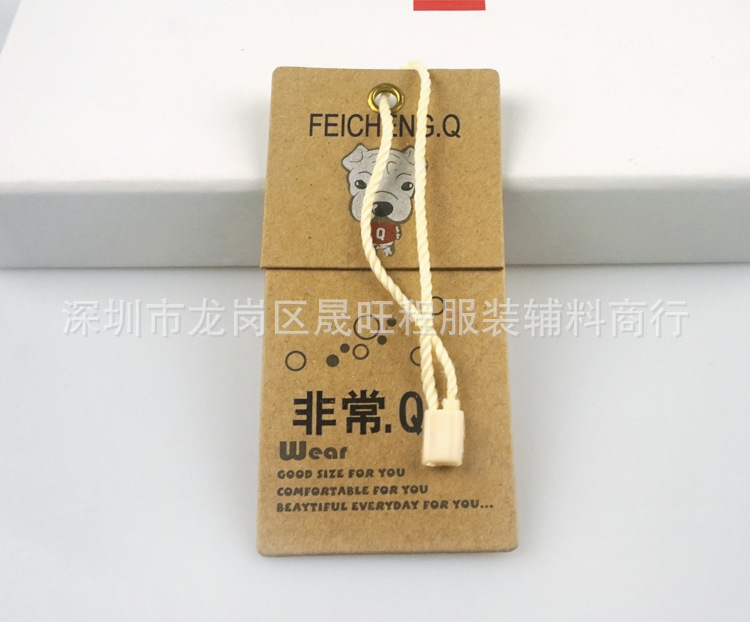 FEICHENG.Q
Q
深圳市龙岗区晟旺程服装辅料商行
非常.Q
Wear
GOOD SIZE FOR YOU
COMFORTABLE FOR YOU
BEAYTIFUL EVERYDAY FOR YOU...